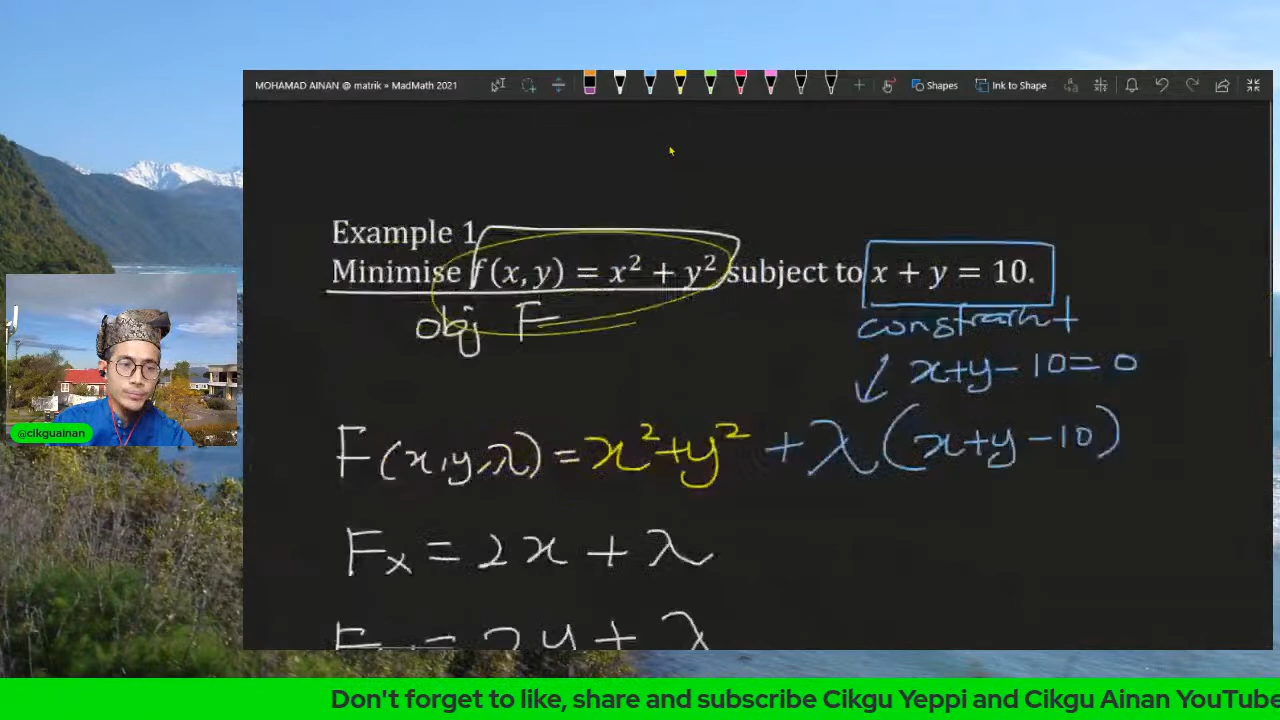 MOHAMAD AINAN @ matrik » MadMath 2021
Shapes
Ink to Shape
Example 1
Minimise f(x, y) = x² + y² subject to x + y = 10.
obj F
constraint
x+y-10=0
F(x,y,λ) = x²+y² + λ(x+y-10)
Fx = 2x + λ
= 2y + λ
@cikguainan
Don't forget to like, share and subscribe Cikgu Yeppi and Cikgu Ainan YouTube